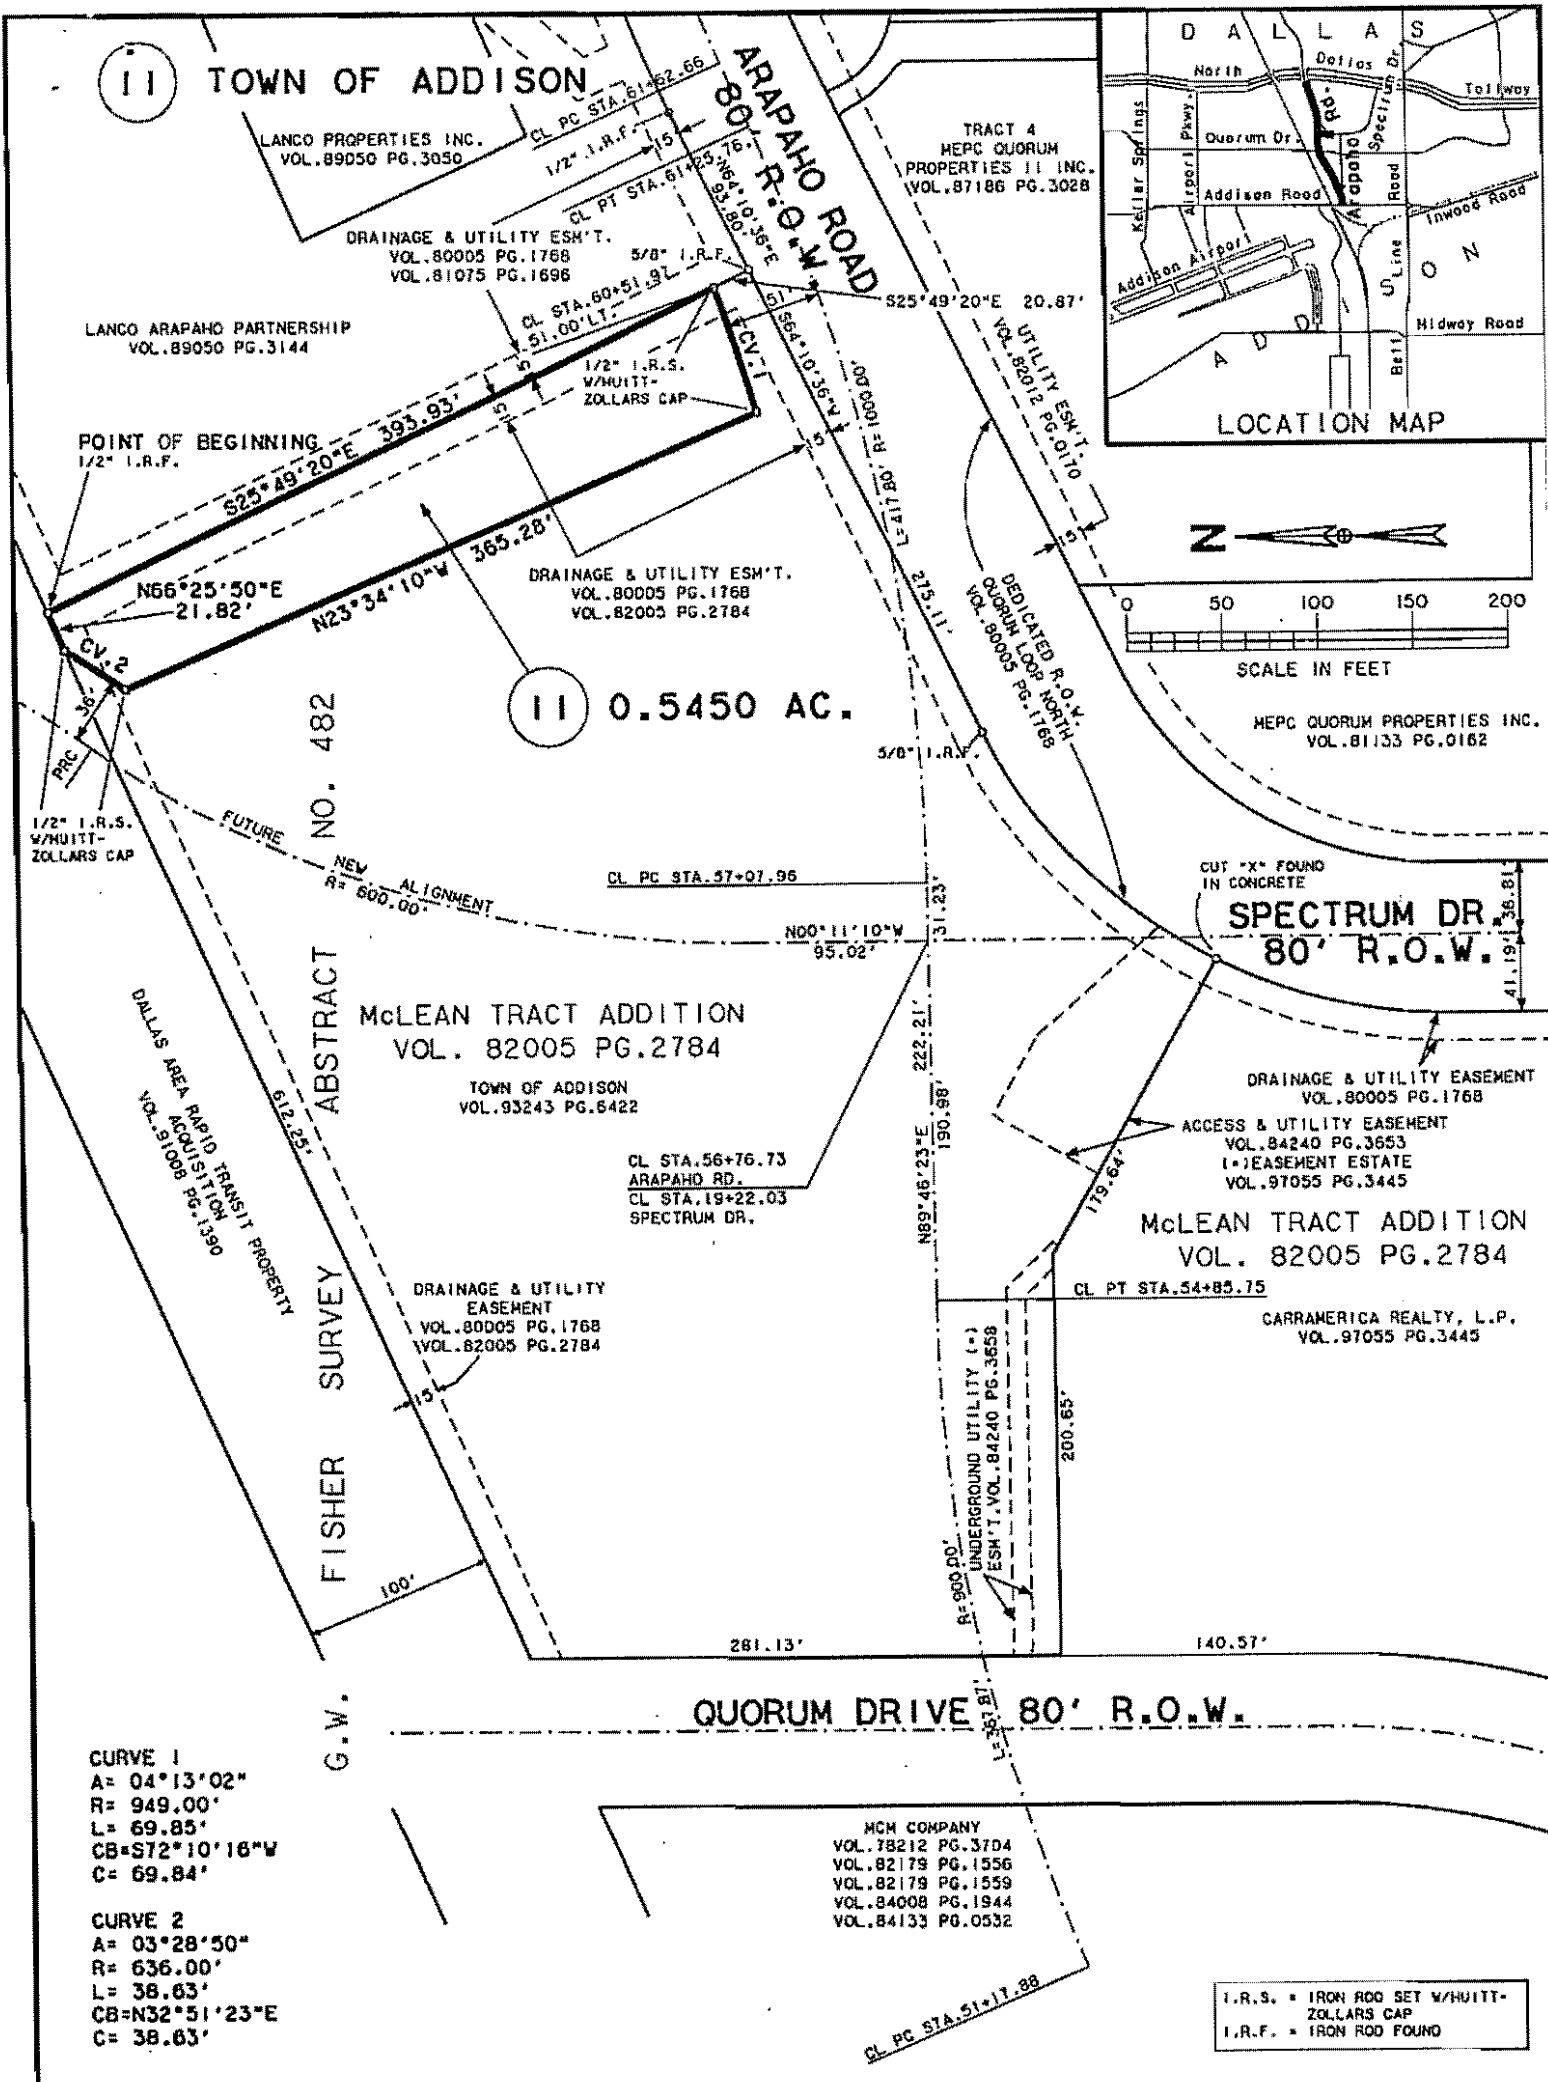 11 TOWN OF ADDISON
LANCO PROPERTIES INC.
VOL.89050 PG.3050
CL PC STA.61+62.66
1/2" I.R.F.
15'
CL PT STA.61+25.76
N64°10'36"E
93.80'
ARAPAHO ROAD
80' R.O.W.
TRACT 4
MEPC QUORUM
PROPERTIES II INC.
VOL.87186 PG.3028
DRAINAGE & UTILITY ESM'T.
VOL.80005 PG.1768
VOL.81075 PG.1696
5/8" I.R.F.
CL STA.60+51.97
51.00'LT.
S25°49'20"E 20.87'
51'
LANCO ARAPAHO PARTNERSHIP
VOL.89050 PG.3144
1/2" I.R.S.
W/HUITT-
ZOLLARS CAP
CV.1
S64°10'36"W
UTILITY ESM'T.
VOL.82012 PG.0170
15
15
15
15
POINT OF BEGINNING
1/2" I.R.F.
S25°49'20"E 393.93'
N66°25'50"E
21.82'
N23°34'10"W 365.28'
CV.2
DRAINAGE & UTILITY ESM'T.
VOL.80005 PG.1768
VOL.82005 PG.2784
L=417.80' R=1000.00'
275.11'
DEDICATED R.O.W.
QUORUM LOOP NORTH
VOL.80005 PG.1768
11 0.5450 AC.
36'
PRC
1/2" I.R.S.
W/HUITT-
ZOLLARS CAP
5/8" I.R.F.
DALLAS
North Dallas Tollway
Keller Springs
Airport Pkwy.
Quorum Dr.
Arapaho Rd.
Spectrum Dr.
Addison Road
Addison Airport
Belt Line Road
Inwood Road
Midway Road
ADDISON
LOCATION MAP
N
0 50 100 150 200
SCALE IN FEET
MEPC QUORUM PROPERTIES INC.
VOL.81133 PG.0162
FUTURE
NEW ALIGNMENT
R= 600.00'
CL PC STA.57+07.96
31.23'
N00°11'10"W
95.02'
CUT "X" FOUND
IN CONCRETE
SPECTRUM DR.
80' R.O.W.
38.81'
41.19'
G.W. FISHER SURVEY ABSTRACT NO. 482
McLEAN TRACT ADDITION
VOL. 82005 PG.2784
TOWN OF ADDISON
VOL.93243 PG.6422
DALLAS AREA RAPID TRANSIT PROPERTY
ACQUISITION
VOL.91008 PG.1390
612.25'
222.21'
N89°46'23"E 190.98'
CL STA.56+76.73
ARAPAHO RD.
CL STA.19+22.03
SPECTRUM DR.
DRAINAGE & UTILITY EASEMENT
VOL.80005 PG.1768
ACCESS & UTILITY EASEMENT
VOL.84240 PG.3653
(*)EASEMENT ESTATE
VOL.97055 PG.3445
179.64'
McLEAN TRACT ADDITION
VOL. 82005 PG.2784
CL PT STA.54+85.75
CARRAMERICA REALTY, L.P.
VOL.97055 PG.3445
DRAINAGE & UTILITY
EASEMENT
VOL.80005 PG.1768
VOL.82005 PG.2784
15
UNDERGROUND UTILITY (*)
ESM'T.VOL.84240 PG.3658
200.65'
R=900.00'
100'
281.13'
140.57'
QUORUM DRIVE 80' R.O.W.
L=367.87'
CURVE 1
A= 04°13'02"
R= 949.00'
L= 69.85'
CB=S72°10'16"W
C= 69.84'
CURVE 2
A= 03°28'50"
R= 636.00'
L= 38.63'
CB=N32°51'23"E
C= 38.63'
MCM COMPANY
VOL.78212 PG.3704
VOL.82179 PG.1556
VOL.82179 PG.1559
VOL.84008 PG.1944
VOL.84133 PG.0532
CL PC STA.51+17.88
I.R.S. = IRON ROD SET W/HUITT-
ZOLLARS CAP
I.R.F. = IRON ROD FOUND